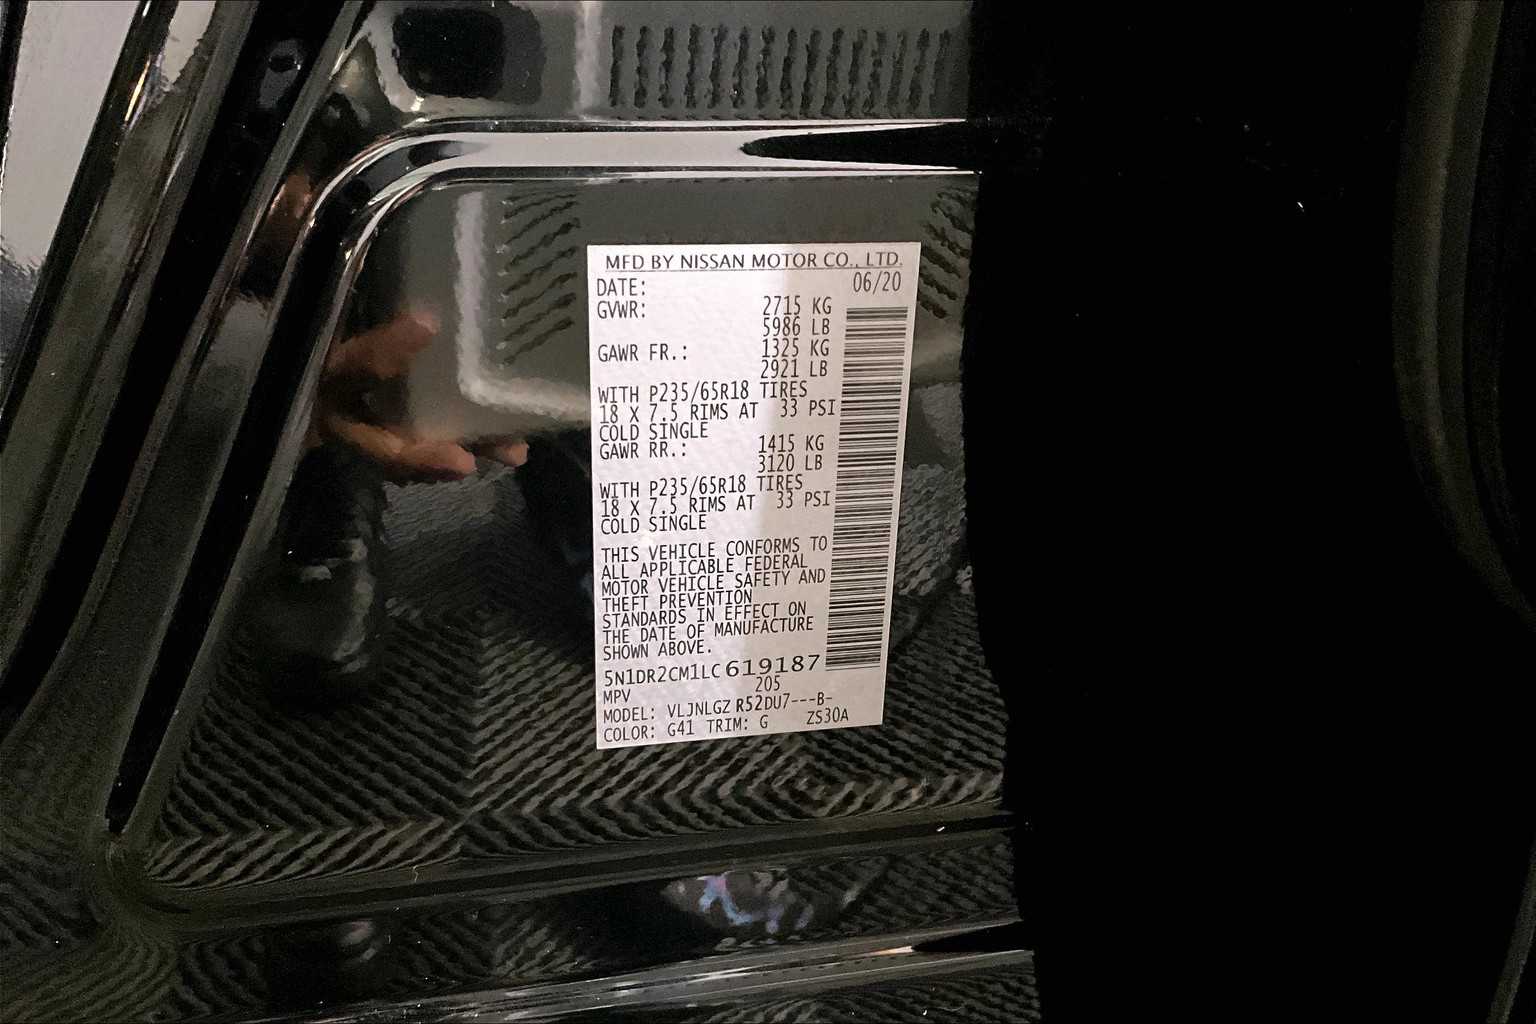 MFD BY NISSAN MOTOR CO., LTD.
DATE: 06/20
GVWR: 2715 KG
5986 LB
GAWR FR.: 1325 KG
2921 LB
WITH P235/65R18 TIRES
18 X 7.5 RIMS AT 33 PSI
COLD SINGLE
GAWR RR.: 1415 KG
3120 LB
WITH P235/65R18 TIRES
18 X 7.5 RIMS AT 33 PSI
COLD SINGLE
THIS VEHICLE CONFORMS TO
ALL APPLICABLE FEDERAL
MOTOR VEHICLE SAFETY AND
THEFT PREVENTION
STANDARDS IN EFFECT ON
THE DATE OF MANUFACTURE
SHOWN ABOVE.
5N1DR2CM1LC619187
MPV 205
MODEL: VLJNLGZ R52DU7---B-
COLOR: G41 TRIM: G ZS30A